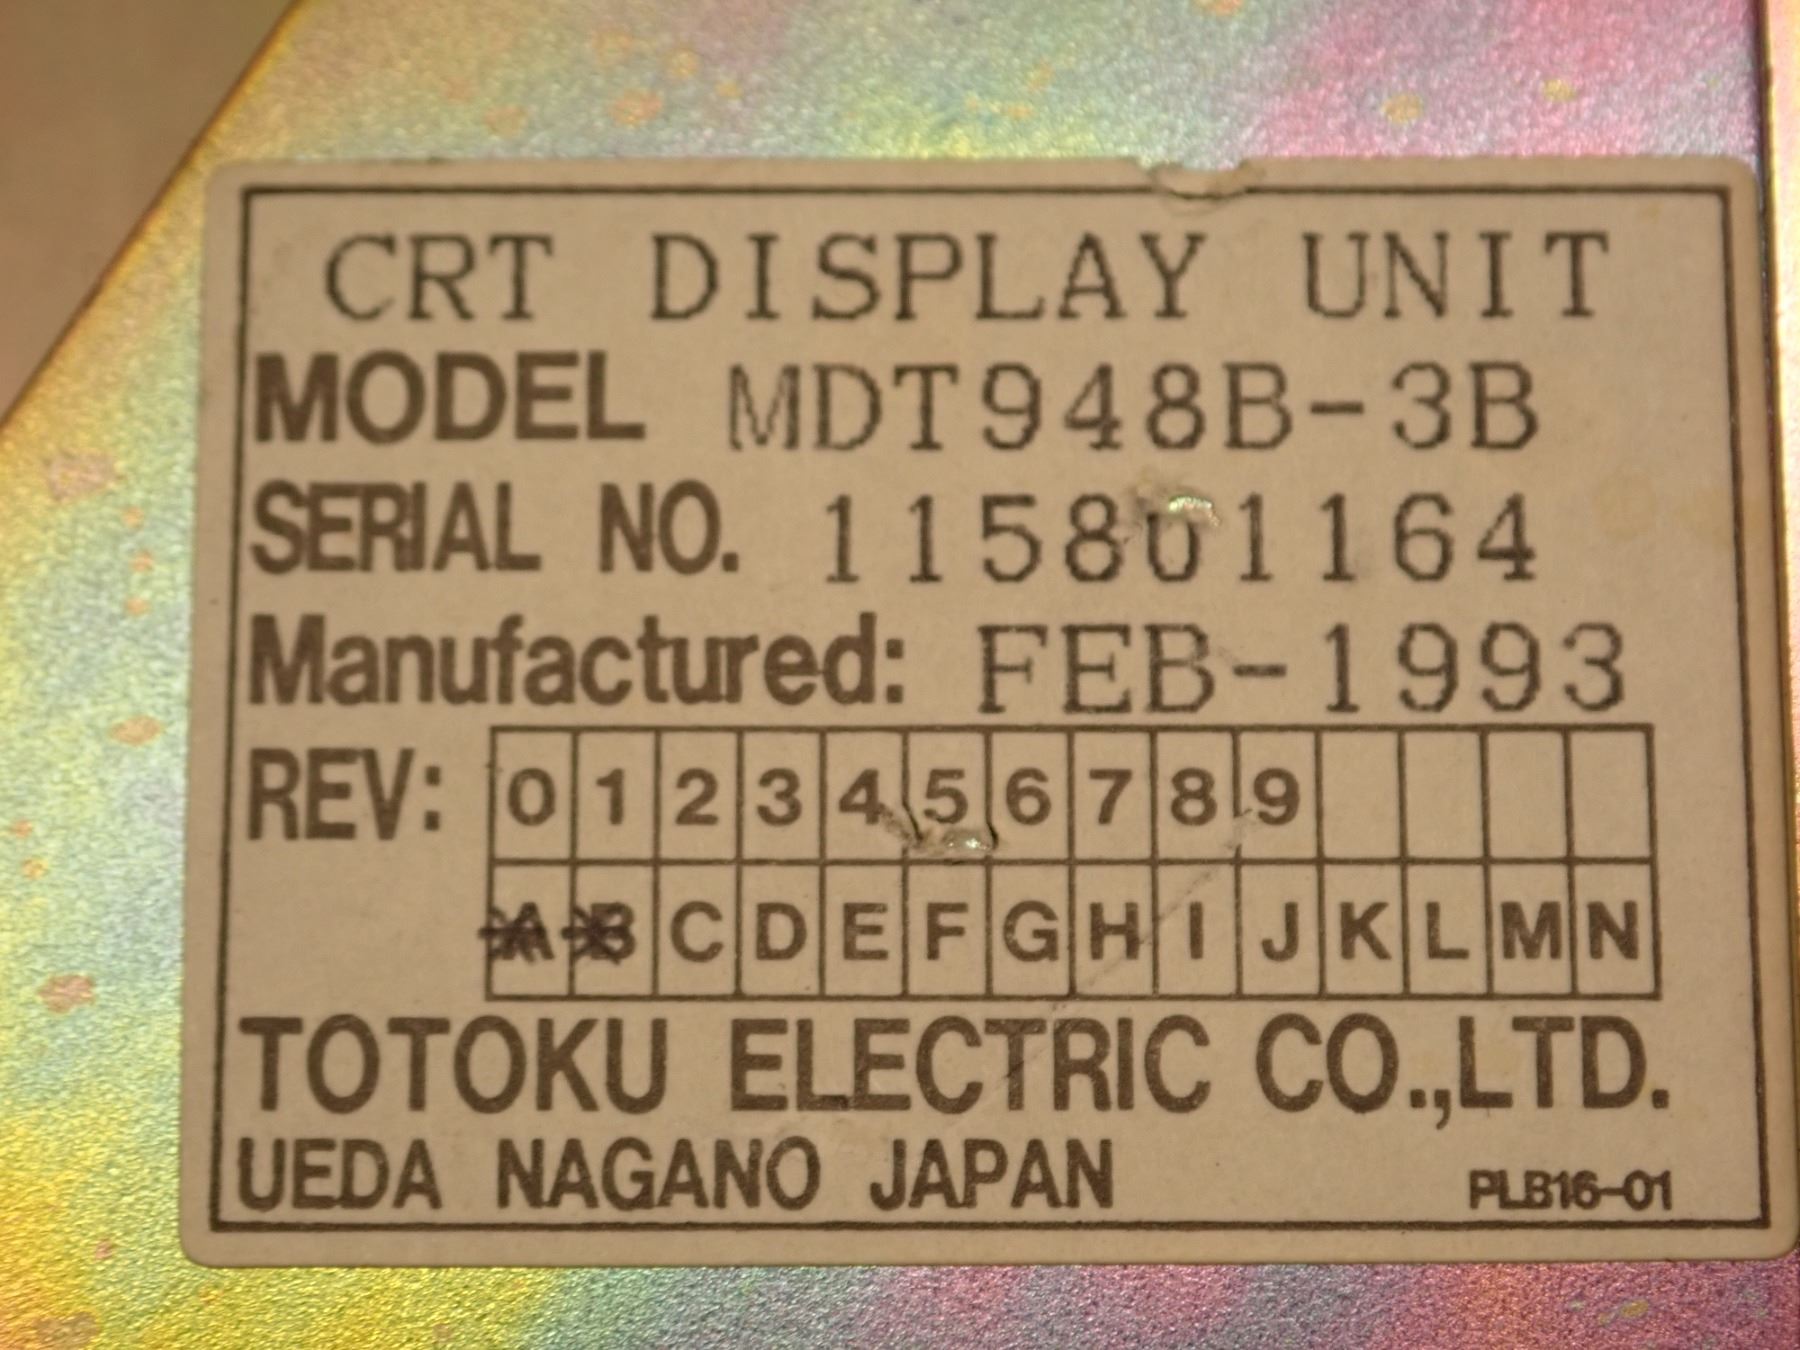 CRT DISPLAY UNIT
MODEL MDT948B-3B
SERIAL NO. 115801164
Manufactured: FEB-1993
REV: 0 1 2 3 4 5 6 7 8 9
A B C D E F G H I J K L M N
TOTOKU ELECTRIC CO.,LTD.
UEDA NAGANO JAPAN PLB16-01